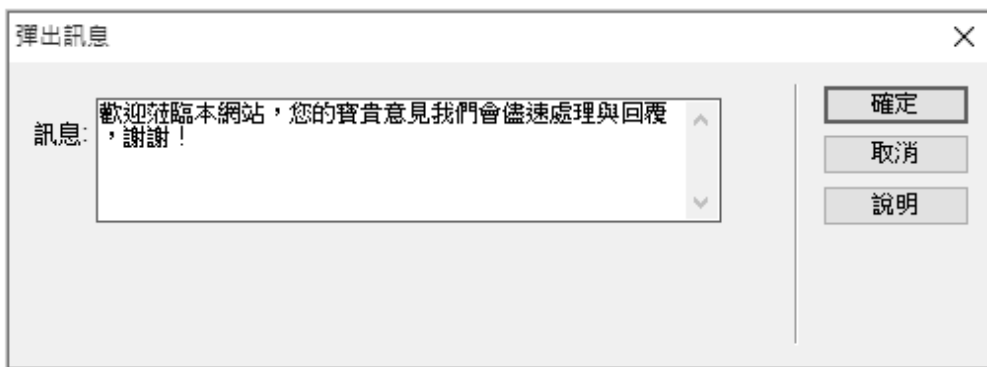 彈出訊息
訊息:
歡迎蒞臨本網站,您的寶貴意見我們會儘速處理與回覆
,謝謝!
確定
取消
說明